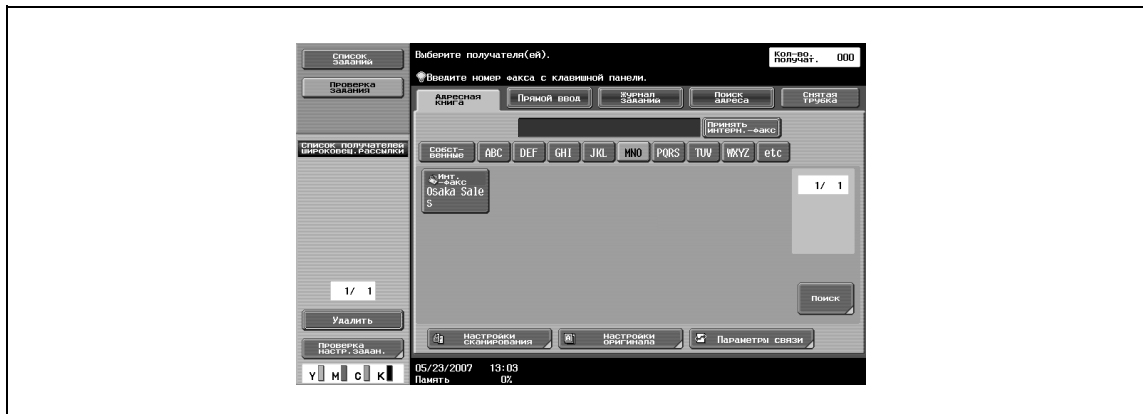 Список
заданий
Проверка
задания
Список получателей
широковещ.рассылки
1/ 1
Удалить
Проверка
настр.задан.
Y M C K
Выберите получателя(ей).
Кол-во.
получат. 000
Введите номер факса с клавишной панели.
Адресная
книга
Прямой ввод
Журнал
заданий
Поиск
адреса
Снятая
трубка
Принять
интерн.-факс
Собст-
венные
ABC DEF GHI JKL MNO PQRS TUV WXYZ etc
Инт.
-факс
Osaka Sale
s
1/ 1
Поиск
Настройки
сканирования
Настройки
оригинала
Параметры связи
05/23/2007 13:03
Память 0%